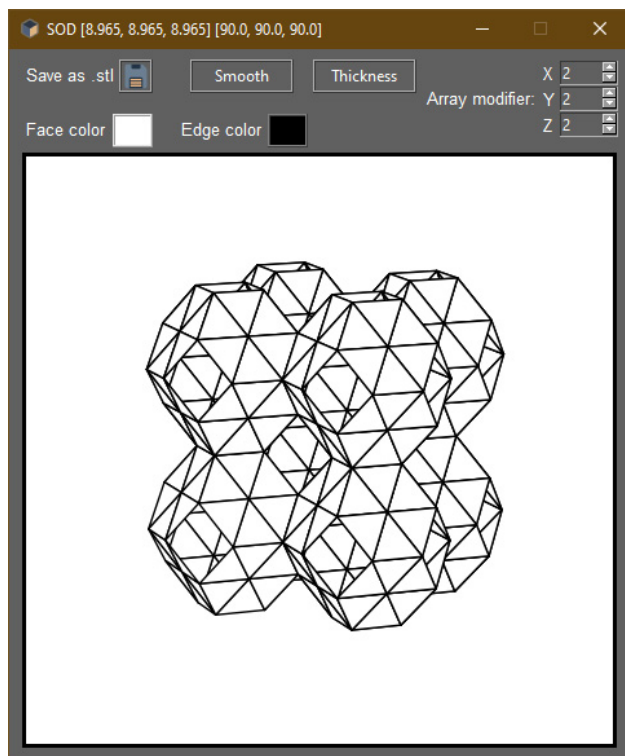 SOD [8.965, 8.965, 8.965] [90.0, 90.0, 90.0]
Save as .stl
Smooth
Thickness
Array modifier:
X 2
Y 2
Z 2
Face color
Edge color